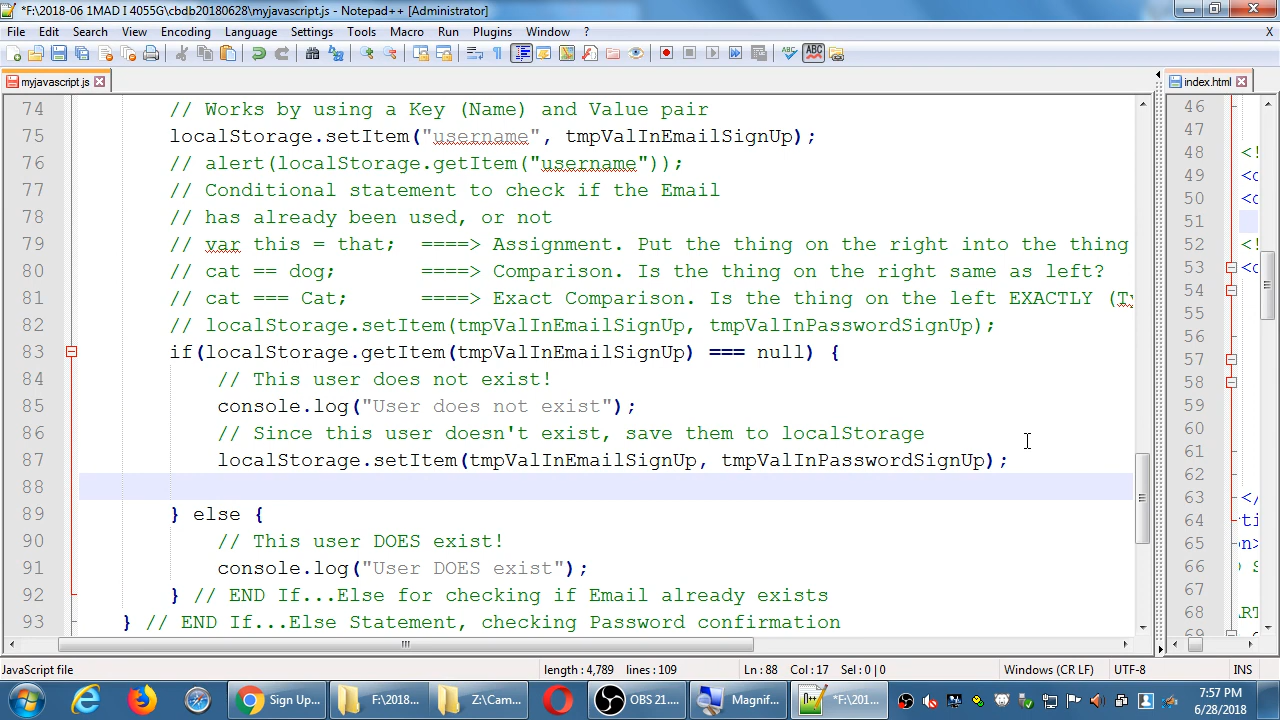 *F:\2018-06 1MAD I 4055G\cbdb20180628\myjavascript.js - Notepad++ [Administrator]
File Edit Search View Encoding Language Settings Tools Macro Run Plugins Window ? X
myjavascript.js
index.html
74 // Works by using a Key (Name) and Value pair
75 localStorage.setItem("username", tmpValInEmailSignUp);
76 // alert(localStorage.getItem("username"));
77 // Conditional statement to check if the Email
78 // has already been used, or not
79 // var this = that; ====> Assignment. Put the thing on the right into the thing
80 // cat == dog; ====> Comparison. Is the thing on the right same as left?
81 // cat === Cat; ====> Exact Comparison. Is the thing on the left EXACTLY
82 // localStorage.setItem(tmpValInEmailSignUp, tmpValInPasswordSignUp);
83 if(localStorage.getItem(tmpValInEmailSignUp) === null) {
84 // This user does not exist!
85 console.log("User does not exist");
86 // Since this user doesn't exist, save them to localStorage
87 localStorage.setItem(tmpValInEmailSignUp, tmpValInPasswordSignUp);
88
89 } else {
90 // This user DOES exist!
91 console.log("User DOES exist");
92 } // END If...Else for checking if Email already exists
93 } // END If...Else Statement, checking Password confirmation
46
47
48 <!
49 <c
50 <c
51
52 <!
53 <c
54
55
56
57
58
59
60
61
62
63 </
64 ti
65 on>
66
67
68
69
JavaScript file length : 4,789 lines : 109 Ln : 88 Col : 17 Sel : 0 | 0 Windows (CR LF) UTF-8 INS
Sign Up... F:\2018... Z:\Cam... OBS 21.... Magnif... *F:\201...
7:57 PM
6/28/2018